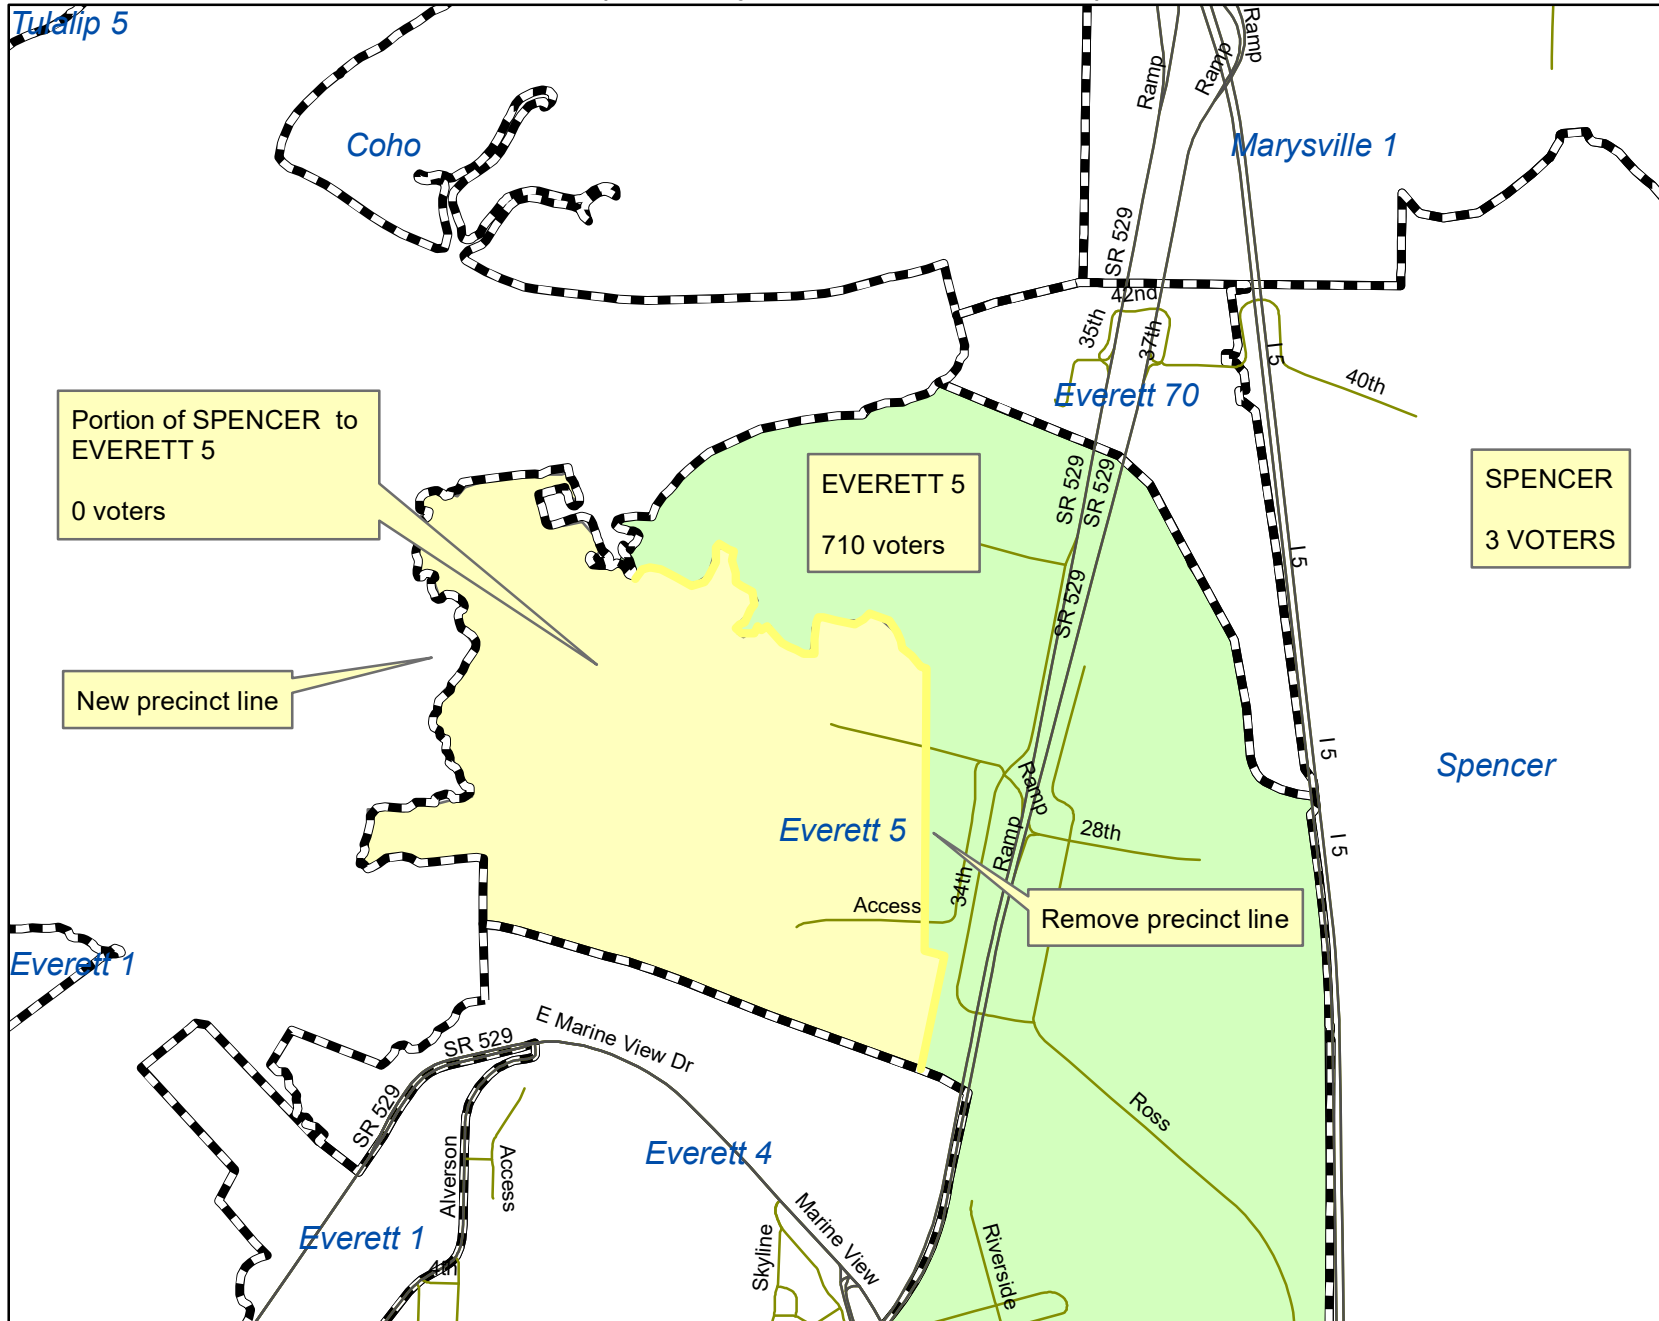 Tulalip 5
Coho
Ramp
Ramp
Ramp
Marysville 1
SR 529
42nd
35th
37th
I 5
40th
Everett 70
Portion of SPENCER to
EVERETT 5
0 voters
EVERETT 5
710 voters
SR 529
SR 529
SPENCER
3 VOTERS
I 5
SR 529
New precinct line
I 5
Spencer
Ramp
Everett 5
Ramp
28th
I 5
34th
Access
Remove precinct line
Everett 1
SR 529
E Marine View Dr
SR 529
Ross
Everett 4
Alverson
Access
Everett 1
4th
Skyline
Marine View
Riverside